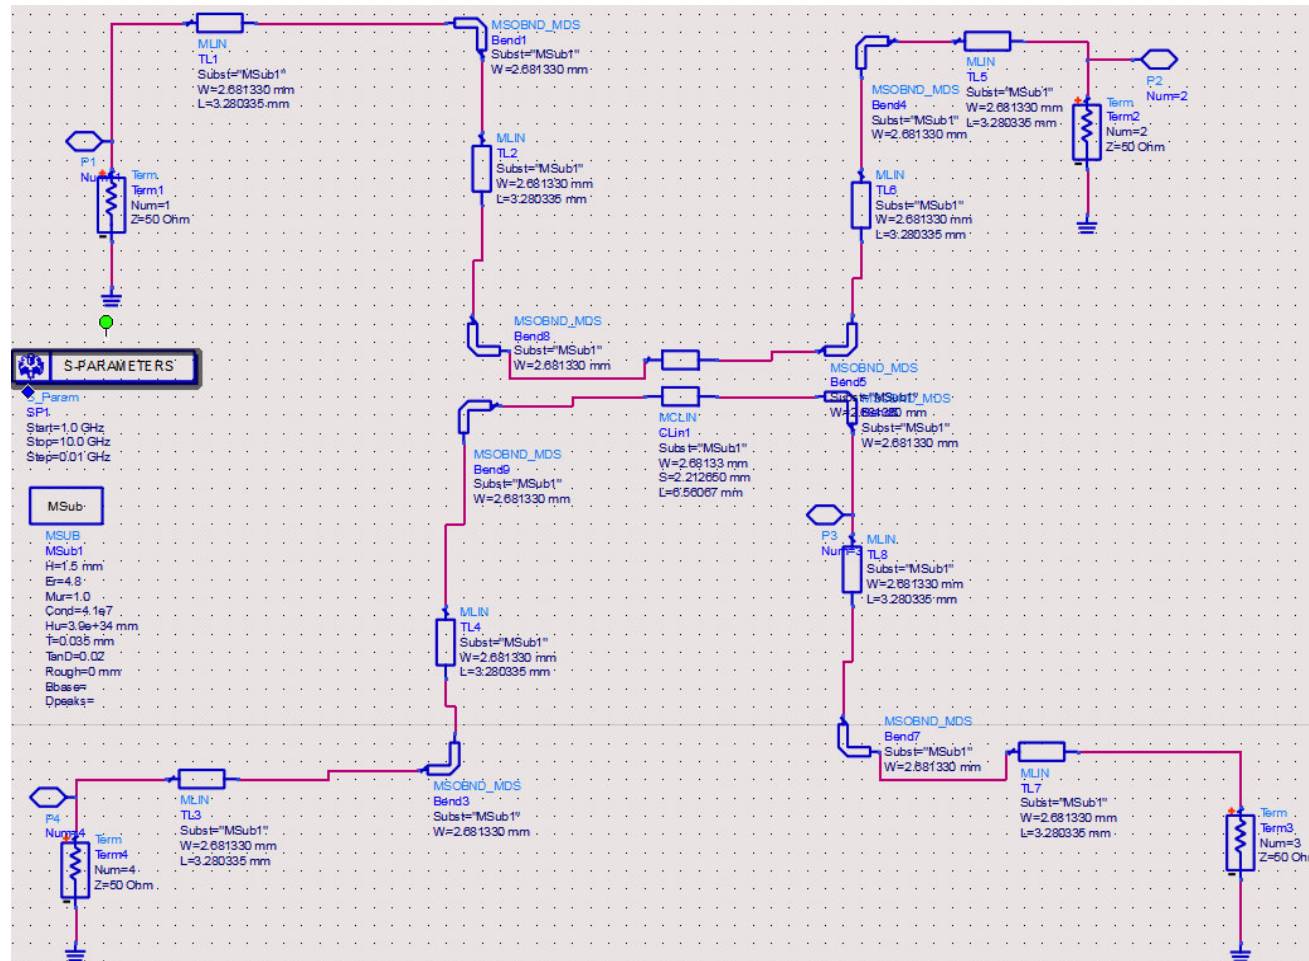 MLIN
TL1
Subst="MSub1"
W=2.681330 mm
L=3.280335 mm
MSOBND_MDS
Bend1
Subst="MSub1"
W=2.681330 mm
MLIN
TL2
Subst="MSub1"
W=2.681330 mm
L=3.280335 mm
P1
Term
Term1
Num=1
Z=50 Ohm
MSOBND_MDS
Bend4
Subst="MSub1"
W=2.681330 mm
MLIN
TL5
Subst="MSub1"
W=2.681330 mm
L=3.280335 mm
P2
Num=2
Term
Term2
Num=2
Z=50 Ohm
MLIN
TL6
Subst="MSub1"
W=2.681330 mm
L=3.280335 mm
MSOBND_MDS
Bend8
Subst="MSub1"
W=2.681330 mm
S-PARAMETERS
S_Param
SP1
Start=1.0 GHz
Stop=10.0 GHz
Step=0.01 GHz
MSOBND_MDS
Bend5
MSOBND_MDS
Subst="MSub1"
W=2.681330 mm
MCLIN
CLin1
Subst="MSub1"
W=2.68133 mm
S=2.212650 mm
L=6.56067 mm
MSOBND_MDS
Bend9
Subst="MSub1"
W=2.681330 mm
MSub
MSUB
MSub1
H=1.5 mm
Er=4.8
Mur=1.0
Cond=4.1e7
Hu=3.9e+34 mm
T=0.035 mm
TanD=0.02
Rough=0 mm
Bbase=
Dpeaks=
P3
Num=3
MLIN
TL8
Subst="MSub1"
W=2.681330 mm
L=3.280335 mm
MLIN
TL4
Subst="MSub1"
W=2.681330 mm
L=3.280335 mm
MSOBND_MDS
Bend7
Subst="MSub1"
W=2.681330 mm
MLIN
TL7
Subst="MSub1"
W=2.681330 mm
L=3.280335 mm
MSOBND_MDS
Bend3
Subst="MSub1"
W=2.681330 mm
MLIN
TL3
Subst="MSub1"
W=2.681330 mm
L=3.280335 mm
P4
Num=4
Term
Term4
Num=4
Z=50 Ohm
Term
Term3
Num=3
Z=50 Oh